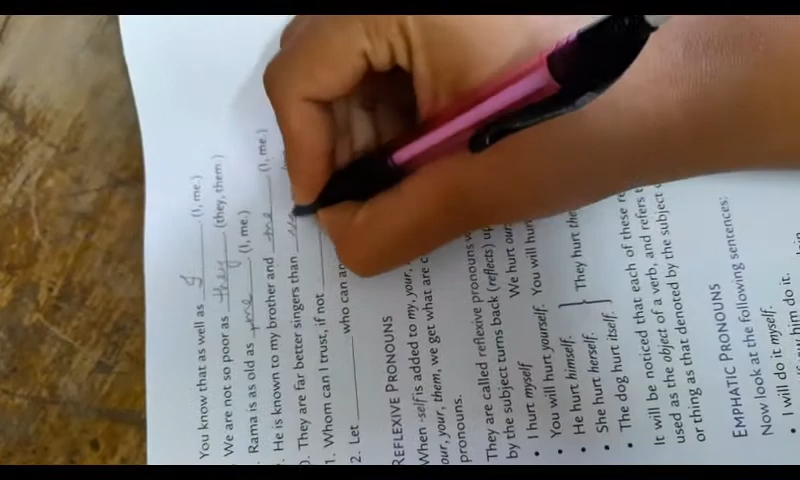 You know that as well as I (I, me.)
We are not so poor as they (they, them.)
Rama is as old as me (I, me.)
He is known to my brother and me (I, me.)
They are far better singers than
1. Whom can I trust, if not
2. Let who can
REFLEXIVE PRONOUNS
When -self is added to my, your,
our, your, them, we get what are
pronouns.
They are called reflexive pronouns
by the subject turns back (reflects)
• I hurt myself We hurt
• You will hurt yourself. You will hurt
• He hurt himself.
• She hurt herself. } They hurt
• The dog hurt itself.
It will be noticed that each of these
used as the object of a verb, and refers
or thing as that denoted by the subject
EMPHATIC PRONOUNS
Now look at the following sentences:
• I will do it myself.
him do it.